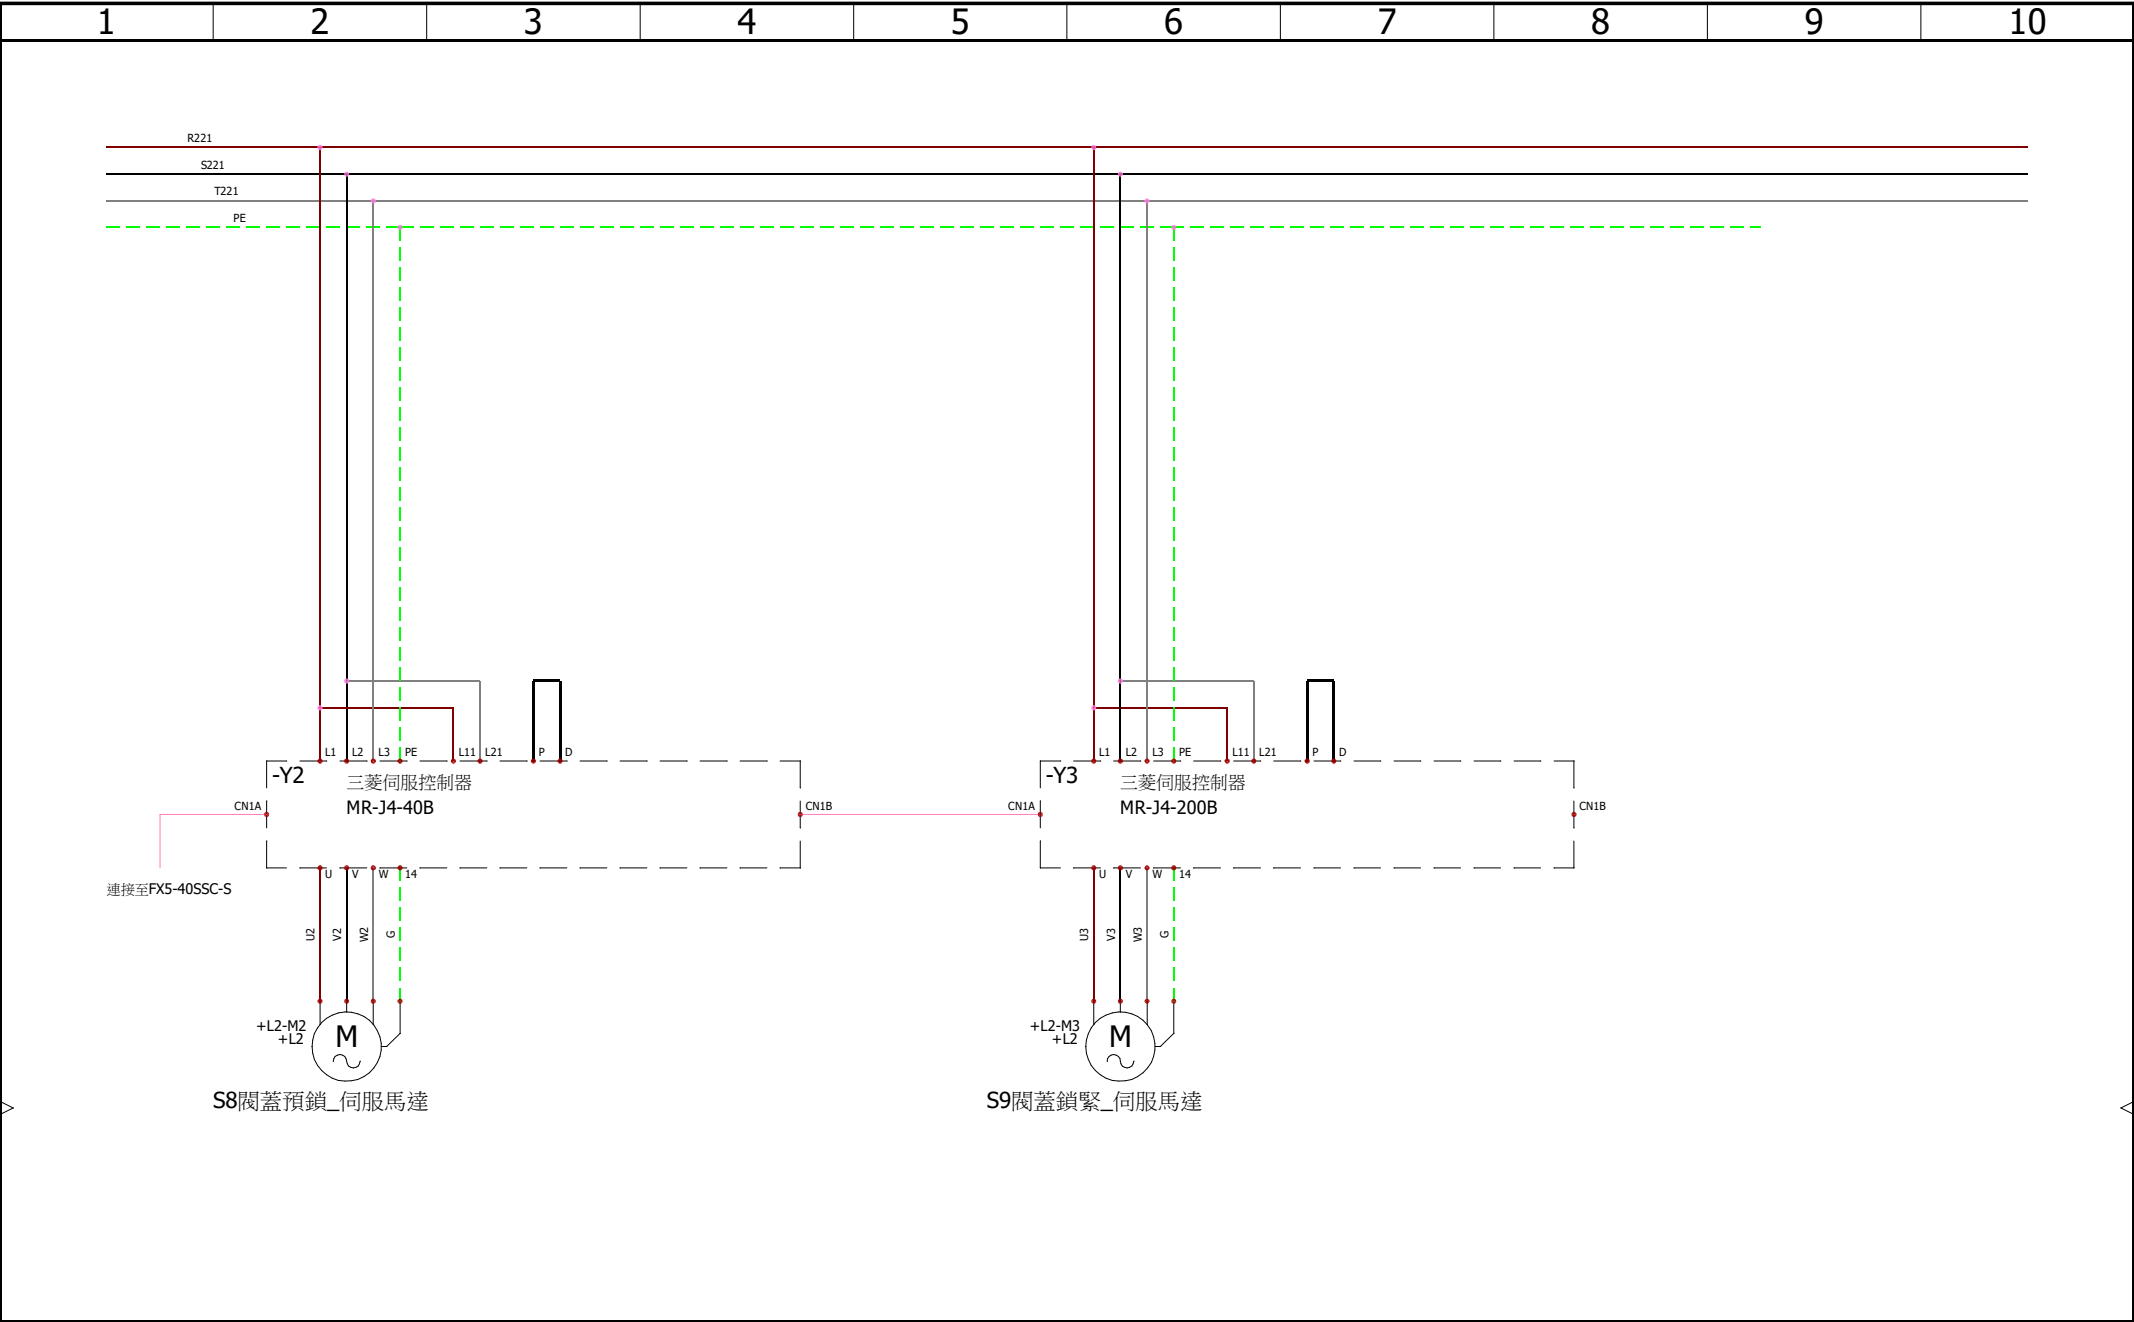 1 2 3 4 5 6 7 8 9 10
R221
S221
T221
PE
L1 L2 L3 PE L11 L21 P D
L1 L2 L3 PE L11 L21 P D
-Y2
三菱伺服控制器
MR-J4-40B
CN1A
CN1B
-Y3
三菱伺服控制器
MR-J4-200B
CN1A
CN1B
連接至FX5-40SSC-S
U V W 14
U V W 14
U2 V2 W2 G
U3 V3 W3 G
+L2-M2
+L2
M
+L2-M3
+L2
M
S8閥蓋預鎖_伺服馬達
S9閥蓋鎖緊_伺服馬達